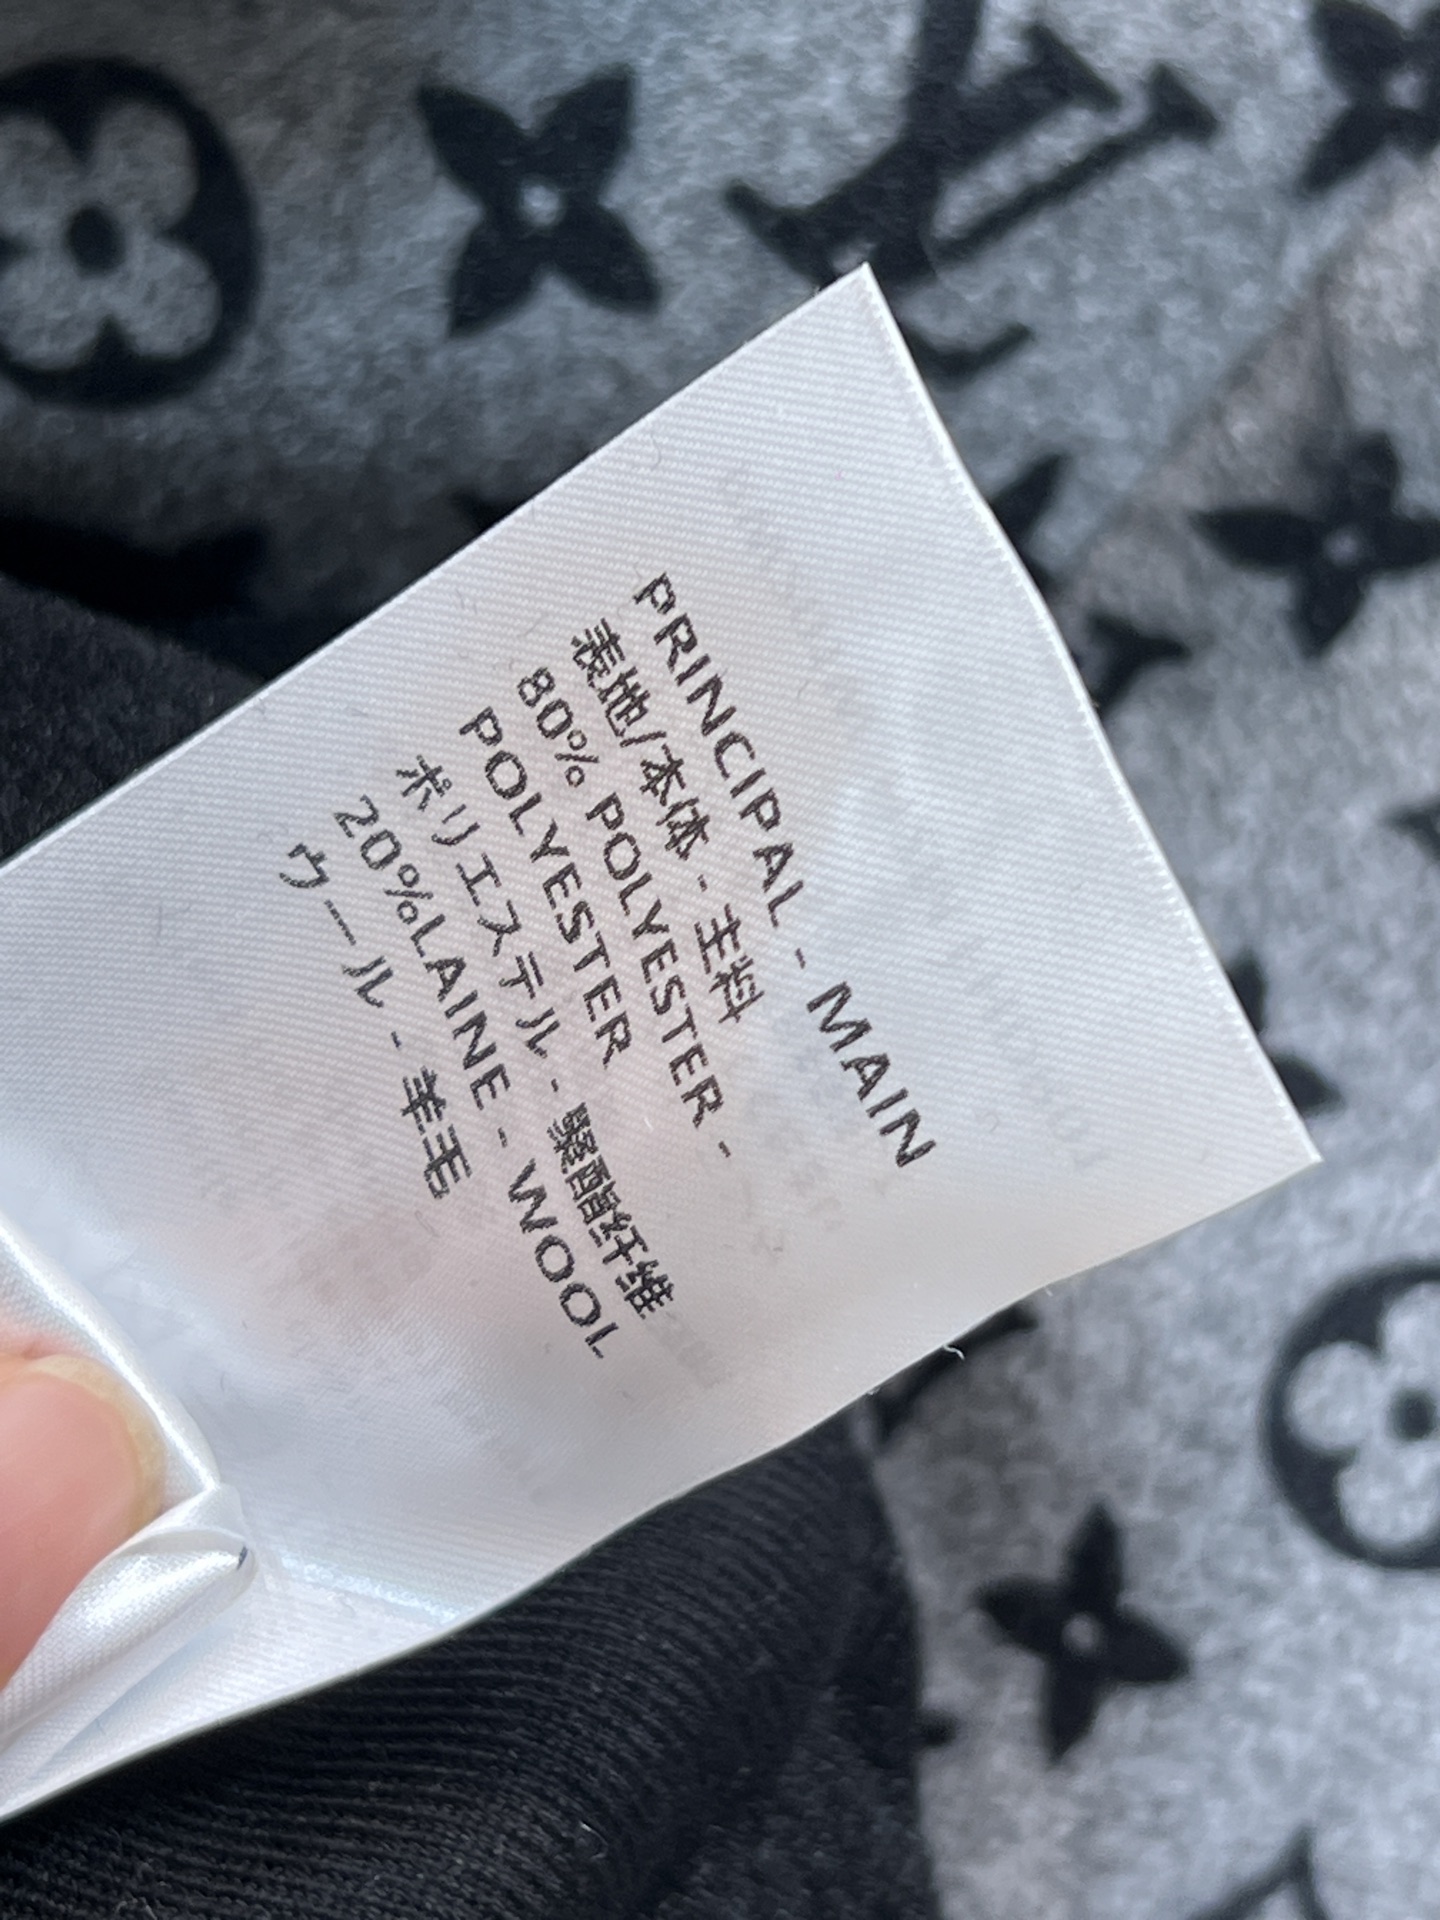 PRINCIPAL - MAIN
表地/本体 - 主料
80% POLYESTER -
POLYESTER
ポリエステル - 聚酯纤维
20%LAINE - WOOL
ウール - 羊毛